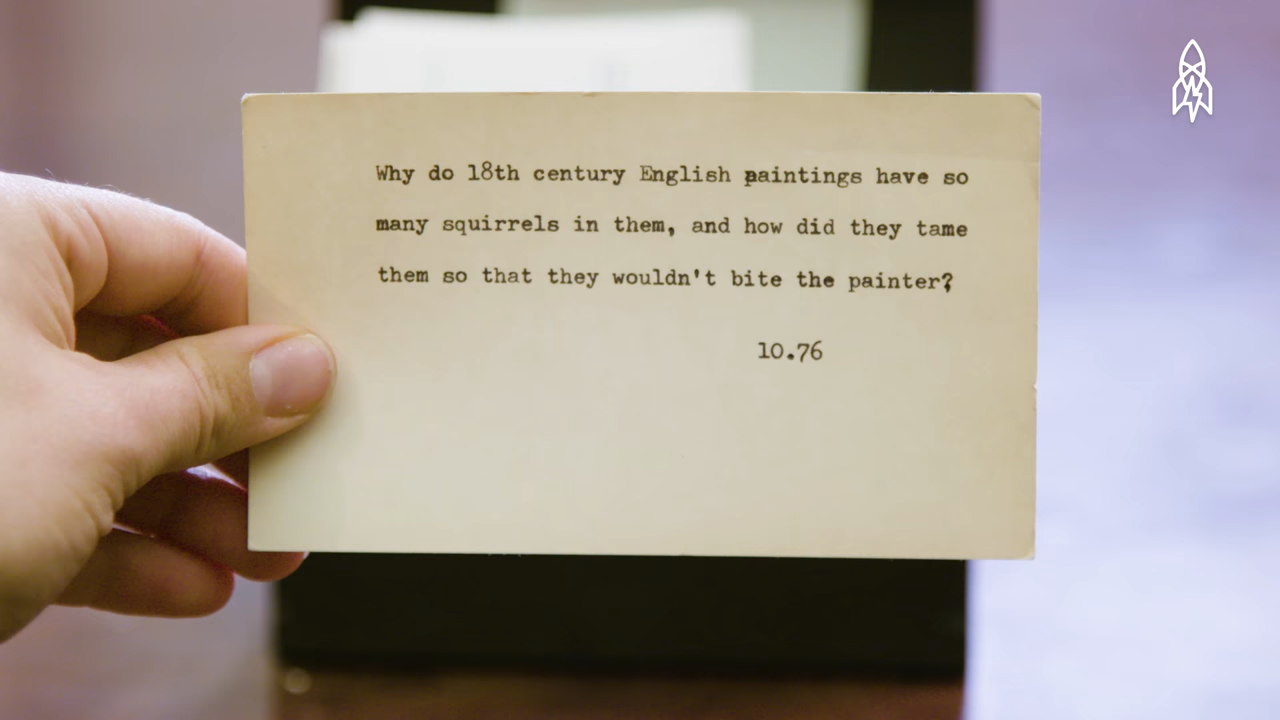 Why do 18th century English paintings have so
many squirrels in them, and how did they tame
them so that they wouldn't bite the painter?
10.76